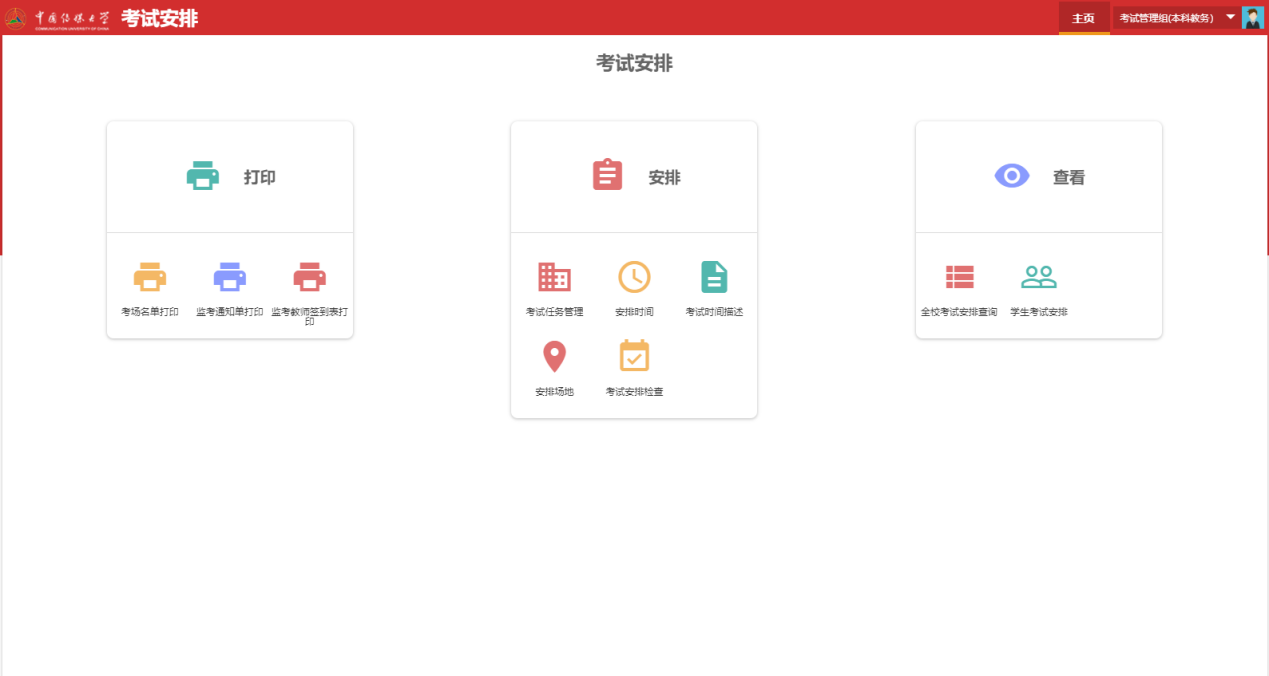 中国传媒大学 考试安排
COMMUNICATION UNIVERSITY OF CHINA
主页
考试管理组(本科教务)
考试安排
打印
考场名单打印
监考通知单打印
监考教师签到表打
印
安排
考试任务管理
安排时间
考试时间描述
安排场地
考试安排检查
查看
全校考试安排查询
学生考试安排